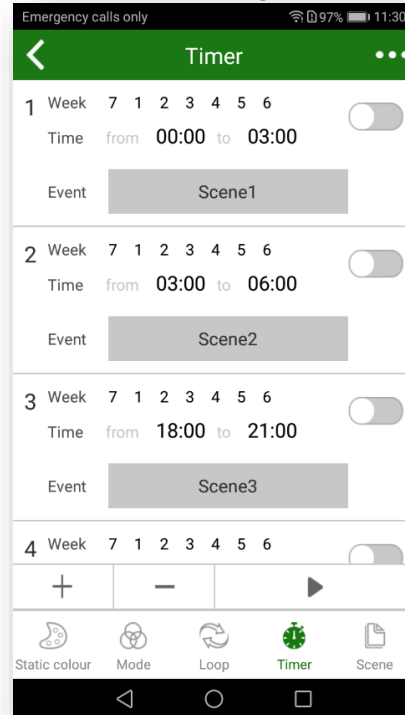 Emergency calls only 97% 11:30
Timer
1 Week 7 1 2 3 4 5 6
Time from 00:00 to 03:00
Event Scene1
2 Week 7 1 2 3 4 5 6
Time from 03:00 to 06:00
Event Scene2
3 Week 7 1 2 3 4 5 6
Time from 18:00 to 21:00
Event Scene3
4 Week 7 1 2 3 4 5 6
Static colour Mode Loop Timer Scene